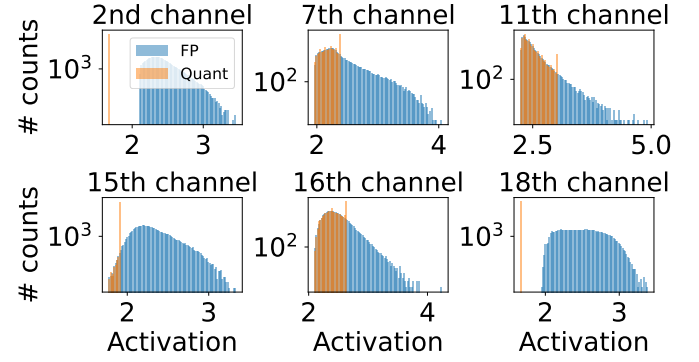 2nd channel 7th channel 11th channel
# counts
10³ 10² 10²
FP
Quant
2 3 2 4 2.5 5.0
15th channel 16th channel 18th channel
# counts
10³ 10² 10³
2 3 2 4 2 3
Activation Activation Activation